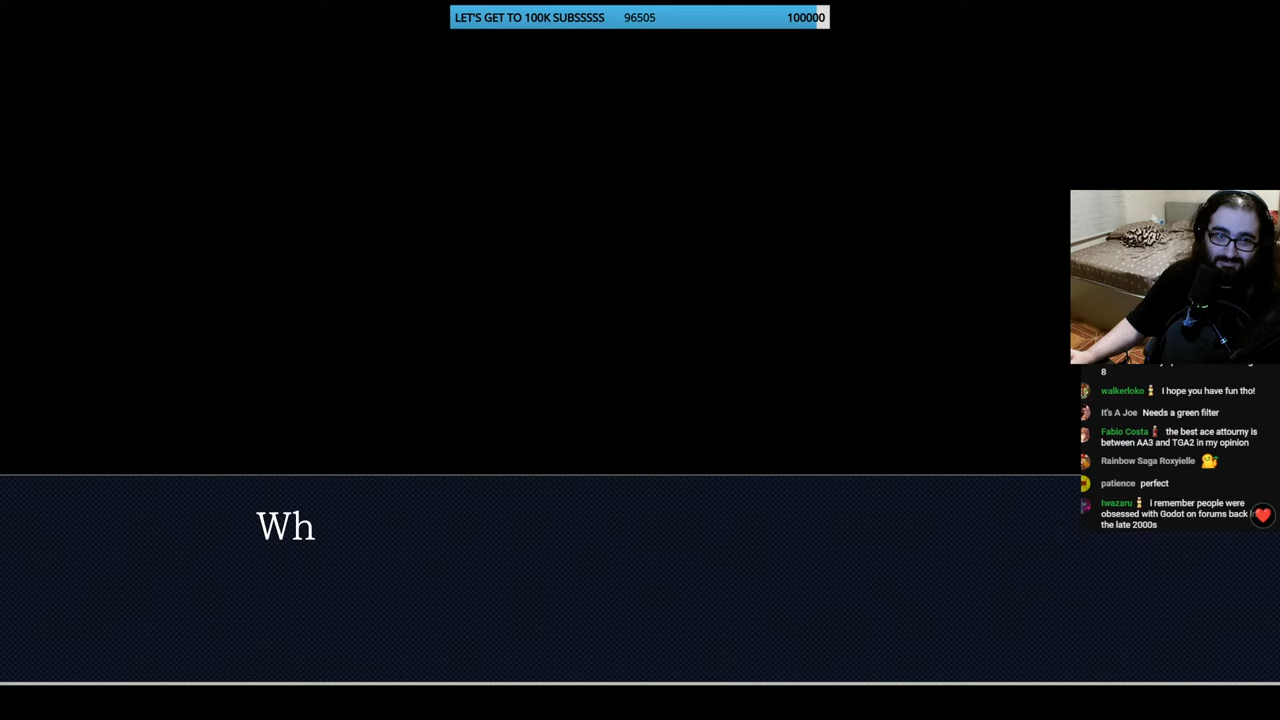 LET'S GET TO 100K SUBSSSSS 96505 100000
8
walkerloko I hope you have fun tho!
It's A Joe Needs a green filter
Fabio Costa the best ace attourny is
between AA3 and TGA2 in my opinion
Rainbow Saga Roxyielle
patience perfect
Iwazaru i remember people were
obsessed with Godot on forums back
the late 2000s
Wh